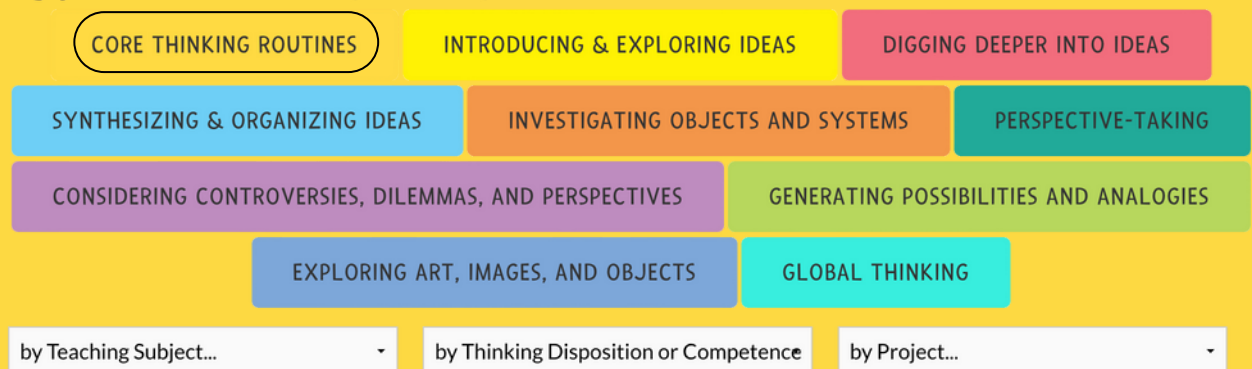 CORE THINKING ROUTINES INTRODUCING & EXPLORING IDEAS DIGGING DEEPER INTO IDEAS
SYNTHESIZING & ORGANIZING IDEAS INVESTIGATING OBJECTS AND SYSTEMS PERSPECTIVE-TAKING
CONSIDERING CONTROVERSIES, DILEMMAS, AND PERSPECTIVES GENERATING POSSIBILITIES AND ANALOGIES
EXPLORING ART, IMAGES, AND OBJECTS GLOBAL THINKING
by Teaching Subject... by Thinking Disposition or Competence by Project...